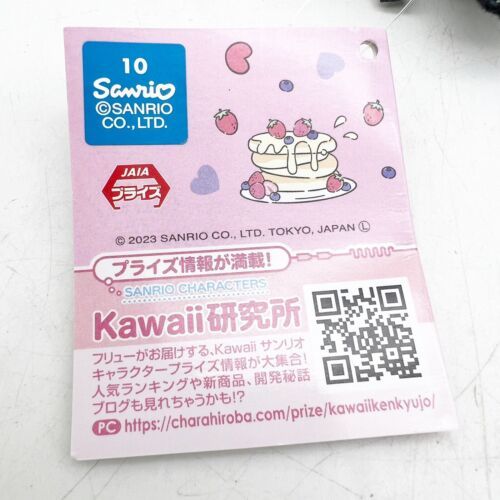 10
Sanrio
©SANRIO
CO., LTD.
JAIA
プライズ
© 2023 SANRIO CO., LTD. TOKYO, JAPAN Ⓛ
プライズ情報が満載!
SANRIO CHARACTERS
Kawaii研究所
フリューがお届けする、Kawaii サンリオ
キャラクタープライズ情報が大集合!
人気ランキングや新商品、開発秘話
ブログも見れちゃうかも!?
PC https://charahiroba.com/prize/kawaiikenkyujo/